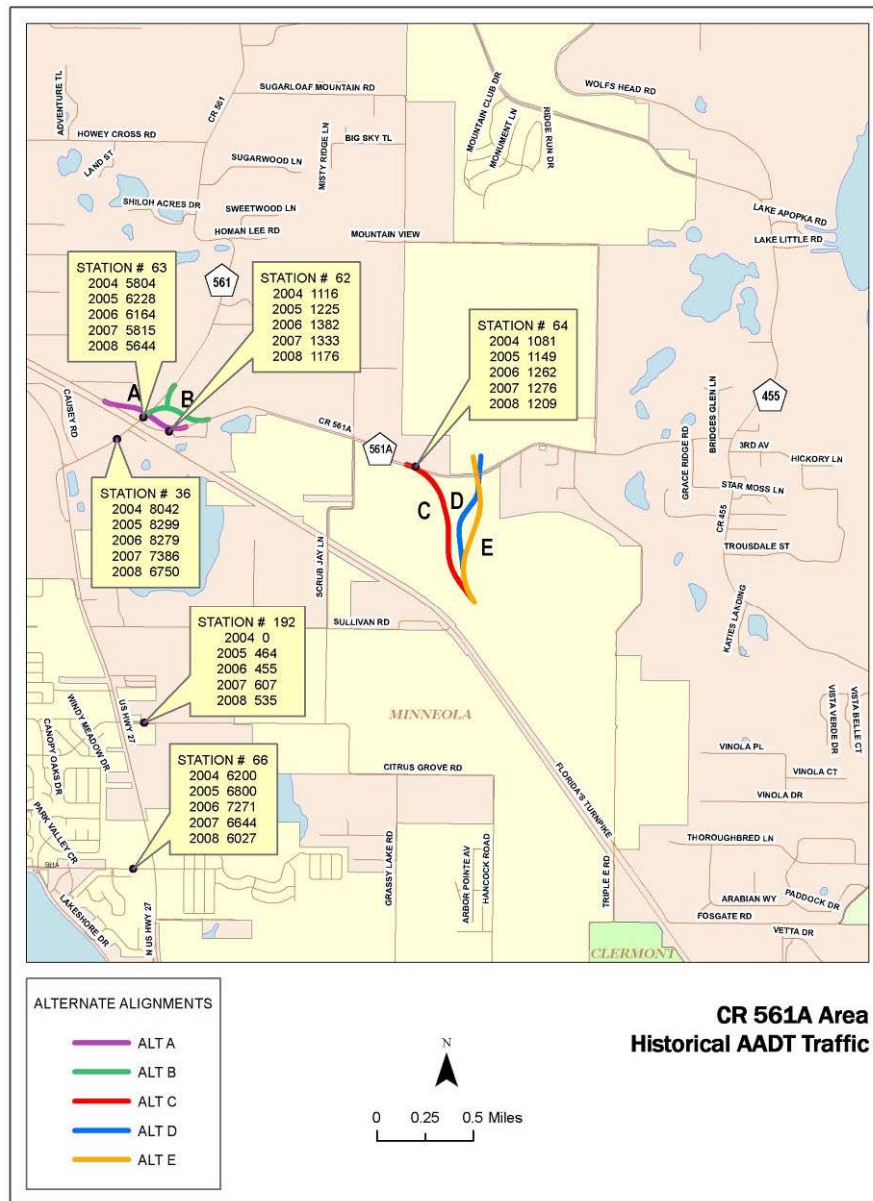 ADVENTURE TL
CR 561
SUGARLOAF MOUNTAIN RD
WOLFS HEAD RD
MOUNTAIN CLUB DR
MONUMENT LN
RIDGE RUN DR
HOWEY CROSS RD
LAND ST
MISTY RIDGE LN
BIG SKY TL
SUGARWOOD LN
SHILOH ACRES DR
SWEETWOOD LN
HOMAN LEE RD
MOUNTAIN VIEW
LAKE APOPKA RD
LAKE LITTLE RD
STATION # 63
2004 5804
2005 6228
2006 6164
2007 5815
2008 5644
561
STATION # 62
2004 1116
2005 1225
2006 1382
2007 1333
2008 1176
STATION # 64
2004 1081
2005 1149
2006 1262
2007 1276
2008 1209
A
B
CAUSEY RD
CR 561A
561A
455
BRIDGES GLEN LN
GRACE RIDGE RD
3RD AV
HICKORY LN
STAR MOSS LN
CR 455
TROUSDALE ST
KATIES LANDING
C
D
E
STATION # 36
2004 8042
2005 8299
2006 8279
2007 7386
2008 6750
SCRUB JAY LN
SULLIVAN RD
STATION # 192
2004 0
2005 464
2006 455
2007 607
2008 535
US HWY 27
WINDY MEADOW DR
CANOPY OAKS DR
PARK VALLEY CR
MINNEOLA
VISTA VERDE DR
VISTA BELLE CT
VINOLA PL
VINOLA CT
VINOLA DR
STATION # 66
2004 6200
2005 6800
2006 7271
2007 6644
2008 6027
CITRUS GROVE RD
FLORIDA'S TURNPIKE
THOROUGHBRED LN
561A
LAKESHORE DR
N US HWY 27
GRASSY LAKE RD
ARBOR POINTE AV
HANCOCK ROAD
TRIPLE E RD
ARABIAN WY
PADDOCK DR
FOSGATE RD
VETTA DR
CLERMONT
ALTERNATE ALIGNMENTS
ALT A
ALT B
ALT C
ALT D
ALT E
N
0 0.25 0.5 Miles
CR 561A Area
Historical AADT Traffic